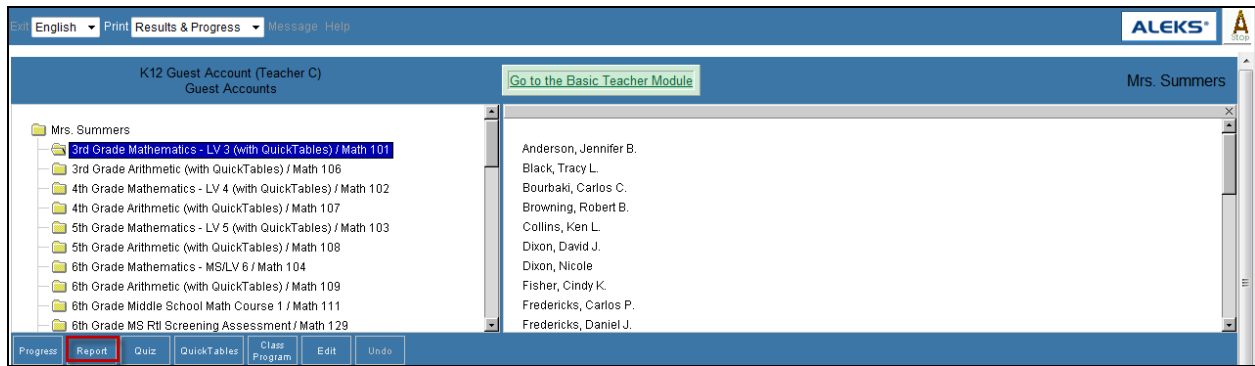 Exit English Print Results & Progress Message Help
ALEKS®
Stop
K12 Guest Account (Teacher C)
Guest Accounts
Go to the Basic Teacher Module
Mrs. Summers
Mrs. Summers
3rd Grade Mathematics - LV 3 (with QuickTables) / Math 101
3rd Grade Arithmetic (with QuickTables) / Math 106
4th Grade Mathematics - LV 4 (with QuickTables) / Math 102
4th Grade Arithmetic (with QuickTables) / Math 107
5th Grade Mathematics - LV 5 (with QuickTables) / Math 103
5th Grade Arithmetic (with QuickTables) / Math 108
6th Grade Mathematics - MS/LV 6 / Math 104
6th Grade Arithmetic (with QuickTables) / Math 109
6th Grade Middle School Math Course 1 / Math 111
6th Grade MS RtI Screening Assessment / Math 129
Anderson, Jennifer B.
Black, Tracy L.
Bourbaki, Carlos C.
Browning, Robert B.
Collins, Ken L.
Dixon, David J.
Dixon, Nicole
Fisher, Cindy K.
Fredericks, Carlos P.
Fredericks, Daniel J.
Progress Report Quiz QuickTables Class Program Edit Undo